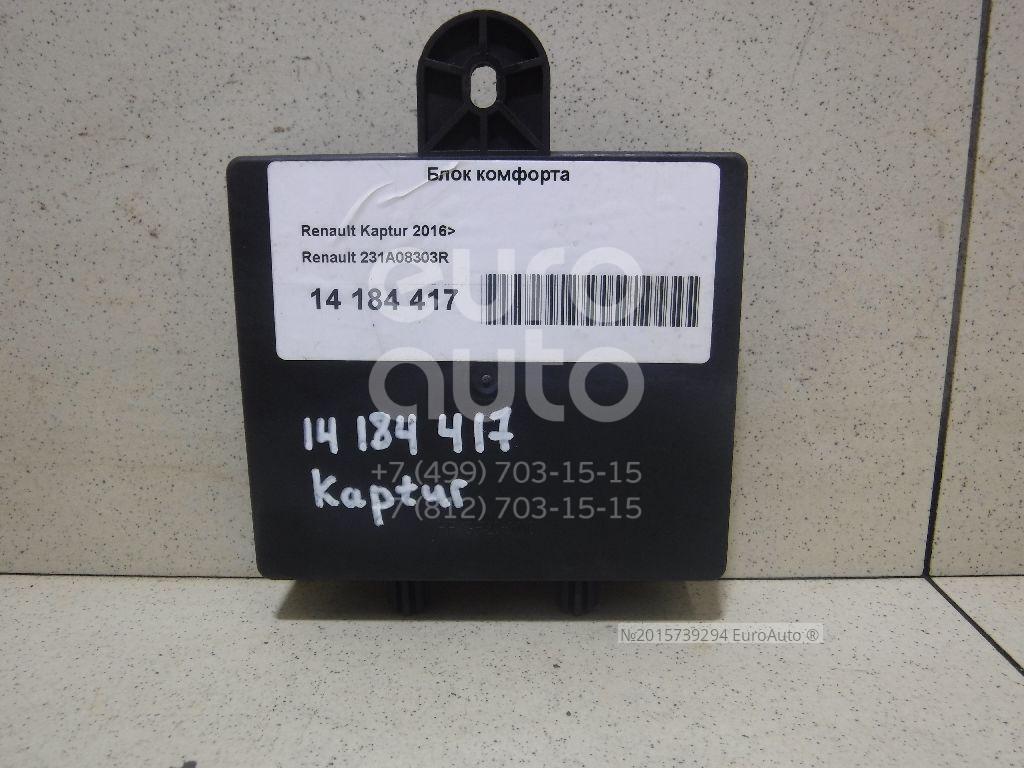 Блок комфорта
Renault Kaptur 2016>
Renault 231A08303R
14 184 417
euro
auto
14 184 417
+7 (499) 703-15-15
Kaptur
+7 (812) 703-15-15
№2015739294 EuroAuto ®